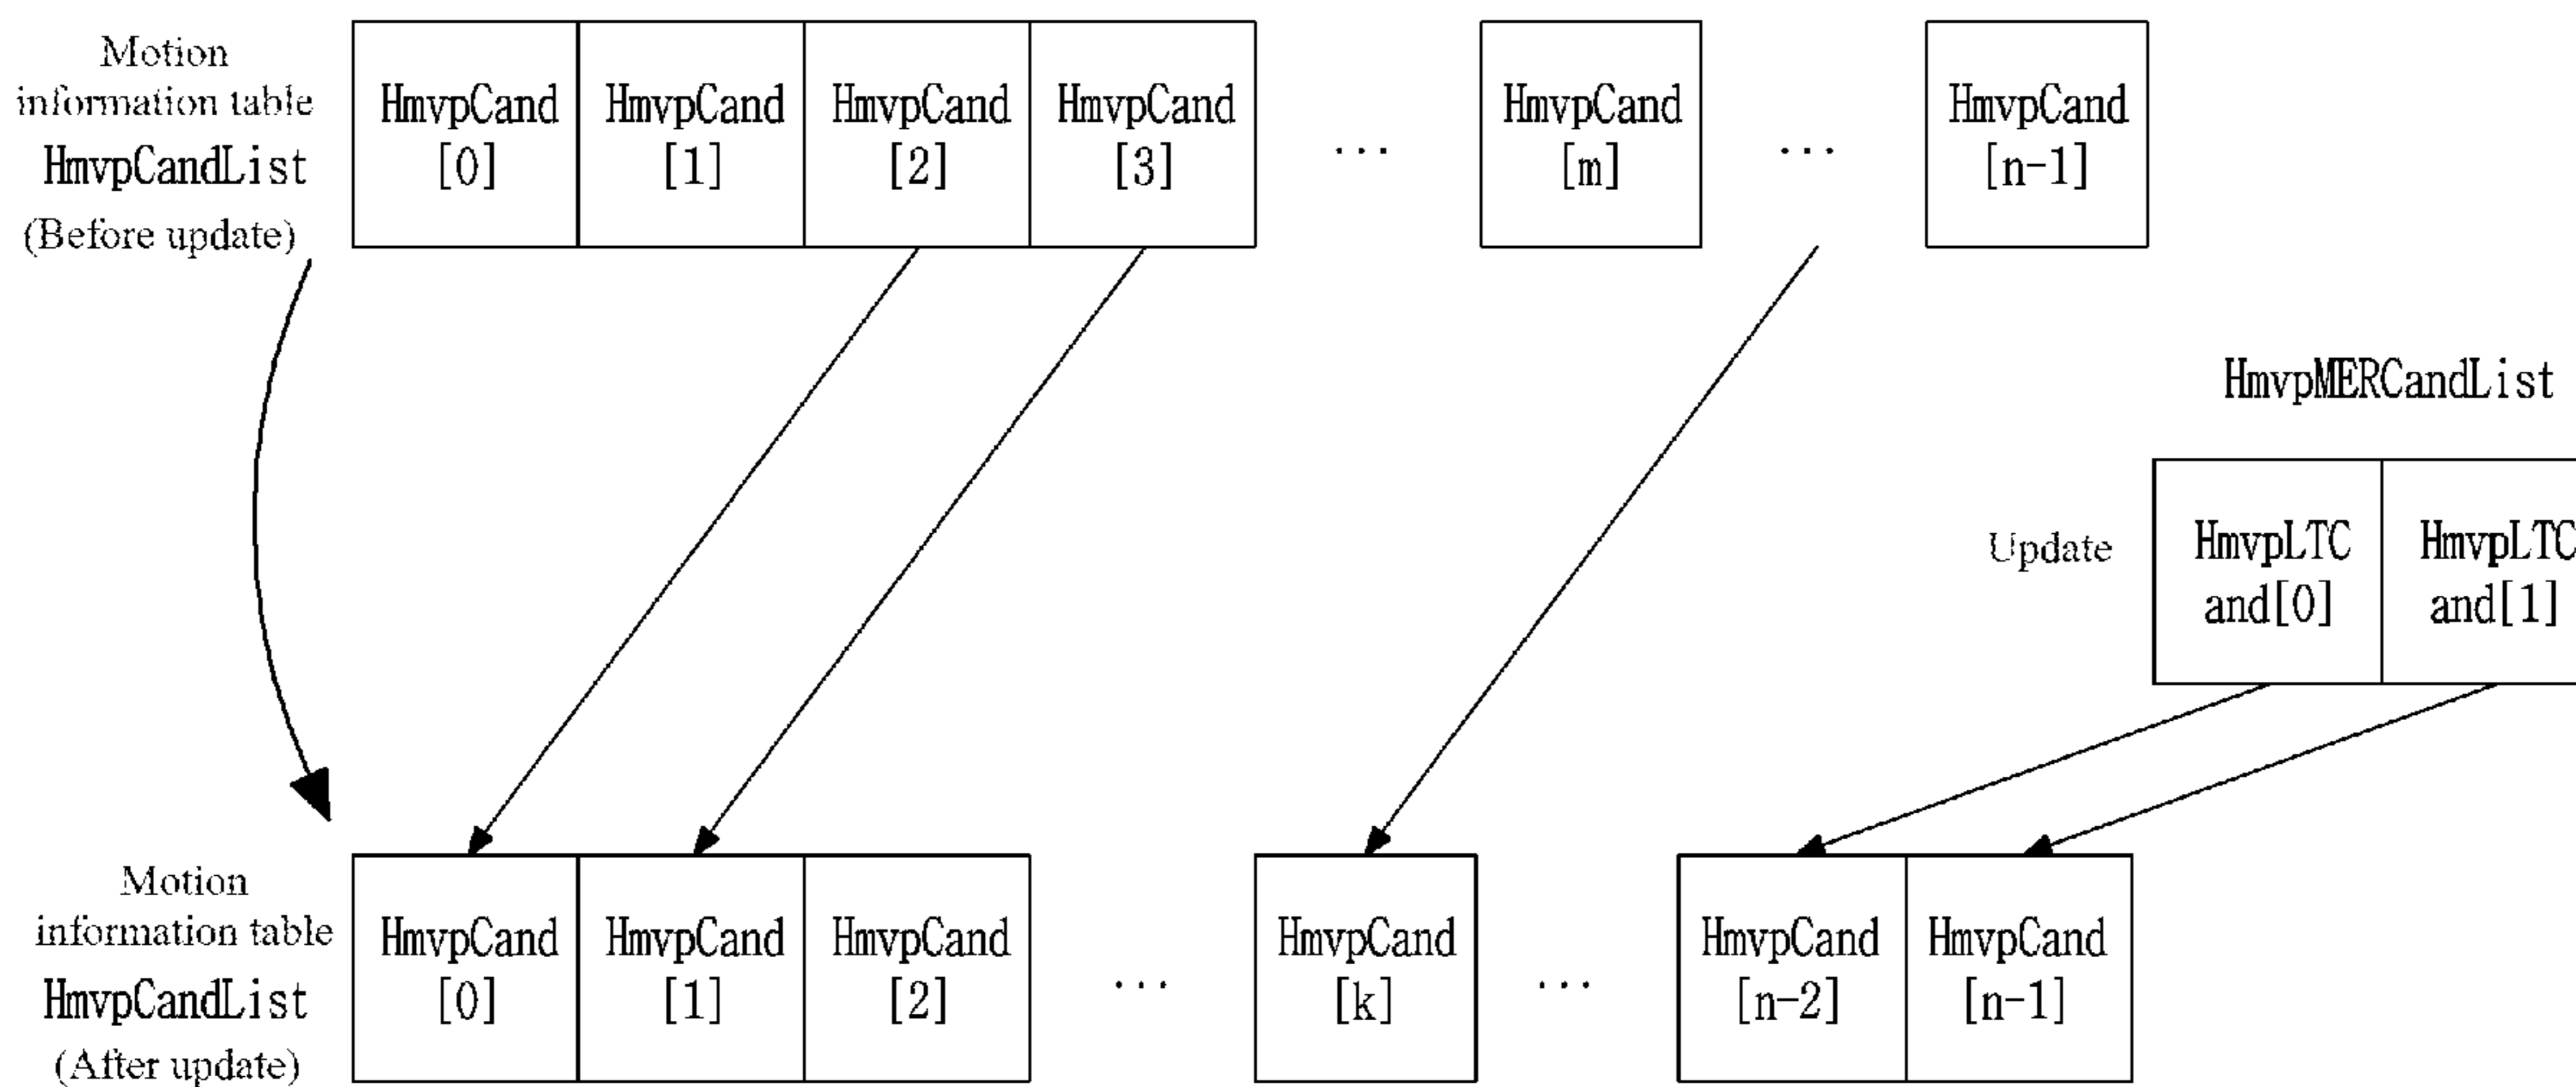 Motion
information table
HmvpCandList
(Before update)
HmvpCand
[0]
HmvpCand
[1]
HmvpCand
[2]
HmvpCand
[3]
...
HmvpCand
[m]
...
HmvpCand
[n-1]
HmvpMERCandList
Update
HmvpLTC
and[0]
HmvpLTC
and[1]
Motion
information table
HmvpCandList
(After update)
HmvpCand
[0]
HmvpCand
[1]
HmvpCand
[2]
...
HmvpCand
[k]
...
HmvpCand
[n-2]
HmvpCand
[n-1]